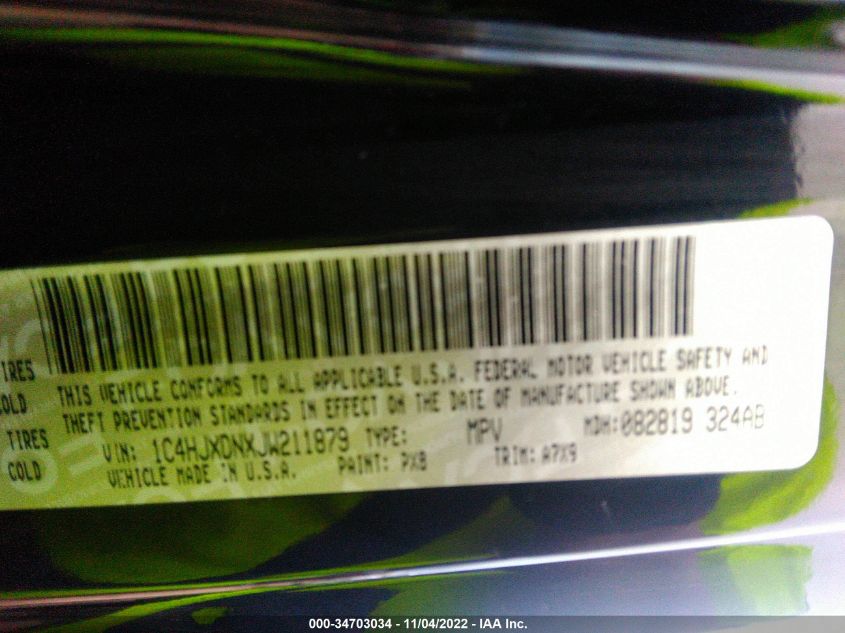 TIRES
COLD
TIRES
COLD
THIS VEHICLE CONFORMS TO ALL APPLICABLE U.S.A. FEDERAL MOTOR VEHICLE SAFETY AND
THEFT PREVENTION STANDARDS IN EFFECT ON THE DATE OF MANUFACTURE SHOWN ABOVE.
VIN: 1C4HJXDNXJW211879 TYPE: MPV MDH:082819 324AB
VEHICLE MADE IN U.S.A. PAINT: PX8 TRIM: A7X9
000-34703034 - 11/04/2022 - IAA Inc.